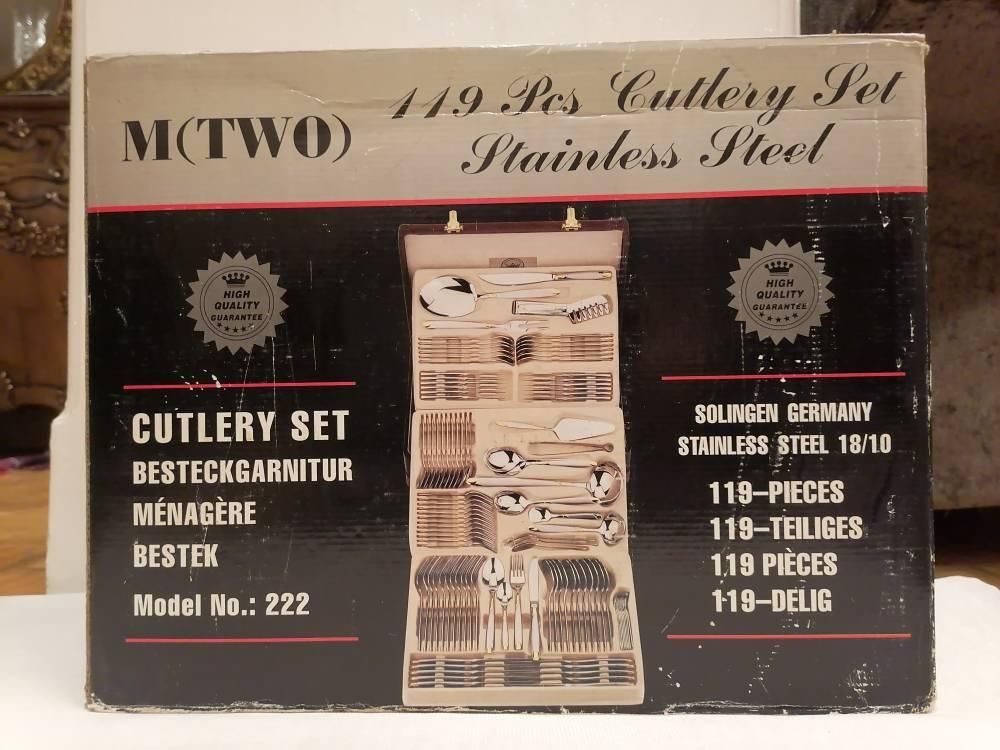 M(TWO)
119 Pcs Cutlery Set
Stainless Steel
HIGH
QUALITY
GUARANTEE
HIGH
QUALITY
GUARANTEE
CUTLERY SET
BESTECKGARNITUR
MÉNAGÈRE
BESTEK
Model No.: 222
SOLINGEN GERMANY
STAINLESS STEEL 18/10
119–PIECES
119–TEILIGES
119 PIÈCES
119–DELIG